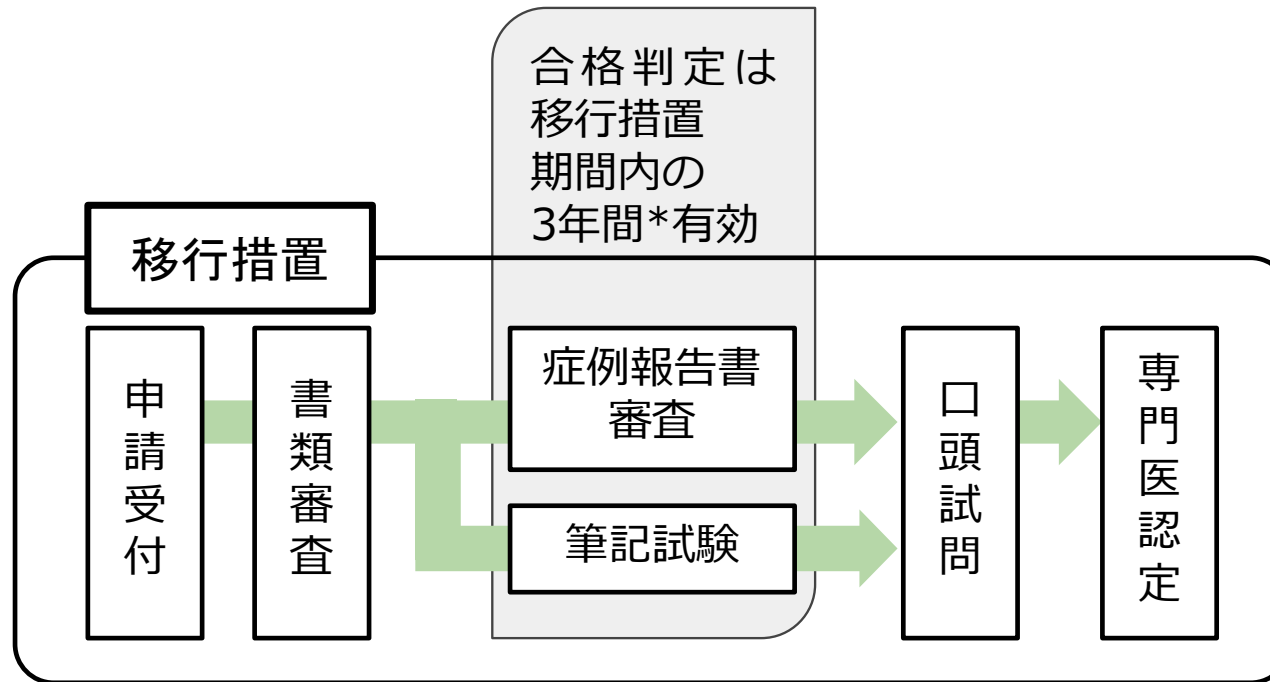 合格判定は
移行措置
期間内の
3年間*有効
移行措置
申請受付
書類審査
症例報告書
審査
筆記試験
口頭試問
専門医認定